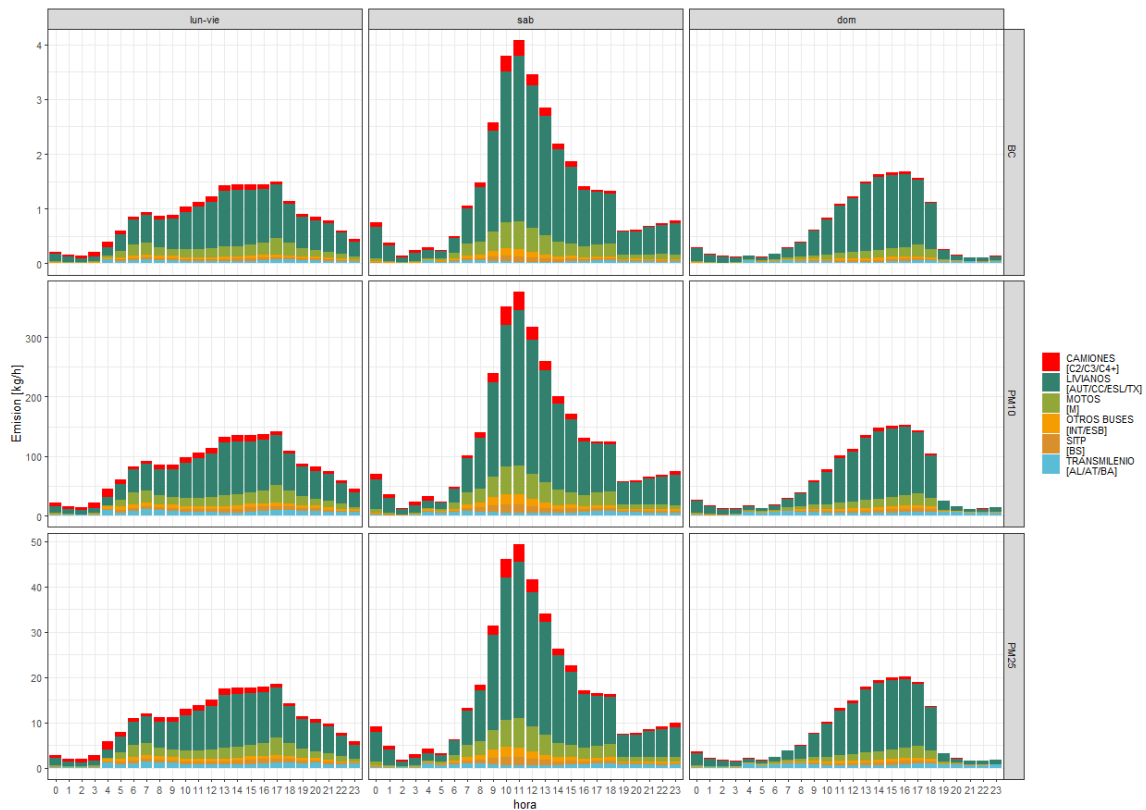 lun-vie
sab
dom
4
3
2
1
0
BC
300
200
100
0
PM10
50
40
30
20
10
0
PM25
Emision [kg/h]
0 1 2 3 4 5 6 7 8 9 10 11 12 13 14 15 16 17 18 19 20 21 22 23
0 1 2 3 4 5 6 7 8 9 10 11 12 13 14 15 16 17 18 19 20 21 22 23
0 1 2 3 4 5 6 7 8 9 10 11 12 13 14 15 16 17 18 19 20 21 22 23
hora
CAMIONES
[C2/C3/C4+]
LIVIANOS
[AUT/CC/ESL/TX]
MOTOS
[M]
OTROS BUSES
[INT/ESB]
SITP
[BS]
TRANSMILENIO
[AL/AT/BA]